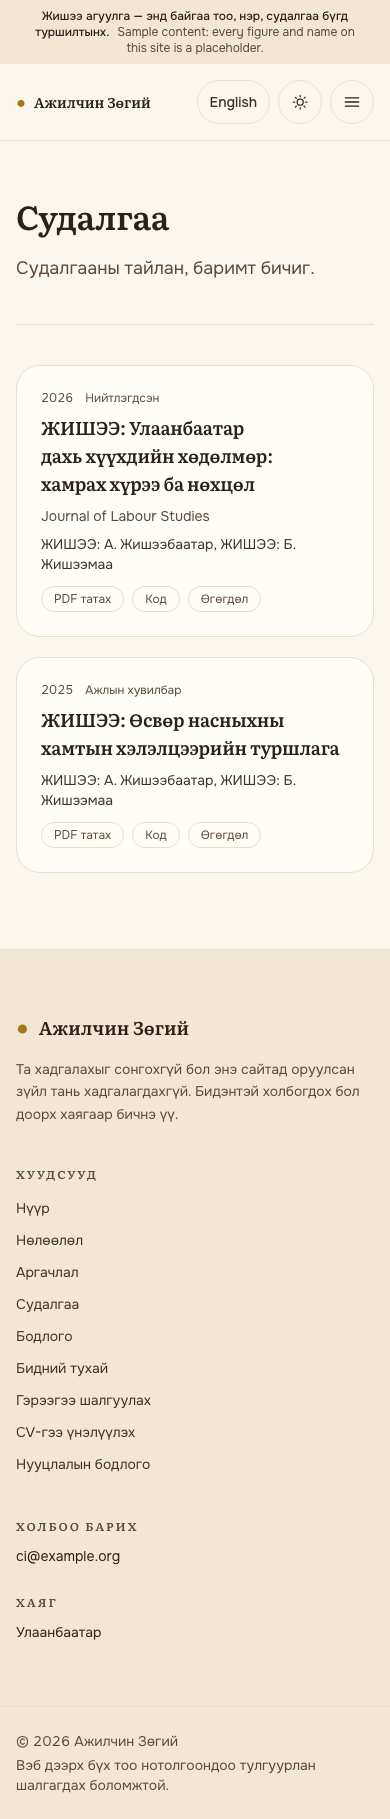 Жишээ агуулга — энд байгаа тоо, нэр, судалгаа бүгд
туршилтынх. Sample content: every figure and name on
this site is a placeholder.
Ажилчин Зөгий
English
Судалгаа
Судалгааны тайлан, баримт бичиг.
2026 Нийтлэгдсэн
ЖИШЭЭ: Улаанбаатар
дахь хүүхдийн хөдөлмөр:
хамрах хүрээ ба нөхцөл
Journal of Labour Studies
ЖИШЭЭ: А. Жишээбаатар, ЖИШЭЭ: Б.
Жишээмаа
PDF татах Код Өгөгдөл
2025 Ажлын хувилбар
ЖИШЭЭ: Өсвөр насныхны
хамтын хэлэлцээрийн туршлага
ЖИШЭЭ: А. Жишээбаатар, ЖИШЭЭ: Б.
Жишээмаа
PDF татах Код Өгөгдөл
Ажилчин Зөгий
Та хадгалахыг сонгохгүй бол энэ сайтад оруулсан
зүйл тань хадгалагдахгүй. Бидэнтэй холбогдох бол
доорх хаягаар бичнэ үү.
ХУУДСУУД
Нүүр
Нөлөөлөл
Аргачлал
Судалгаа
Бодлого
Бидний тухай
Гэрээгээ шалгуулах
CV-гээ үнэлүүлэх
Нууцлалын бодлого
ХОЛБОО БАРИХ
ci@example.org
ХАЯГ
Улаанбаатар
© 2026 Ажилчин Зөгий
Вэб дээрх бүх тоо нотолгоондоо тулгуурлан
шалгагдах боломжтой.